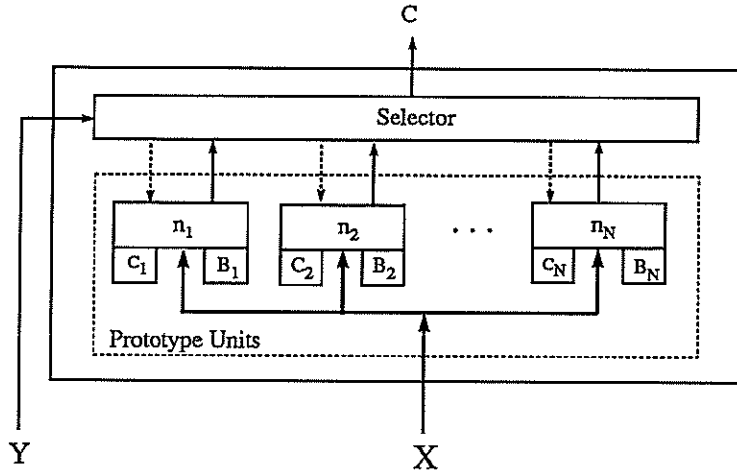 C
Selector
n₁ n₂ . . . n_N
C₁ B₁ C₂ B₂ C_N B_N
Prototype Units
Y X